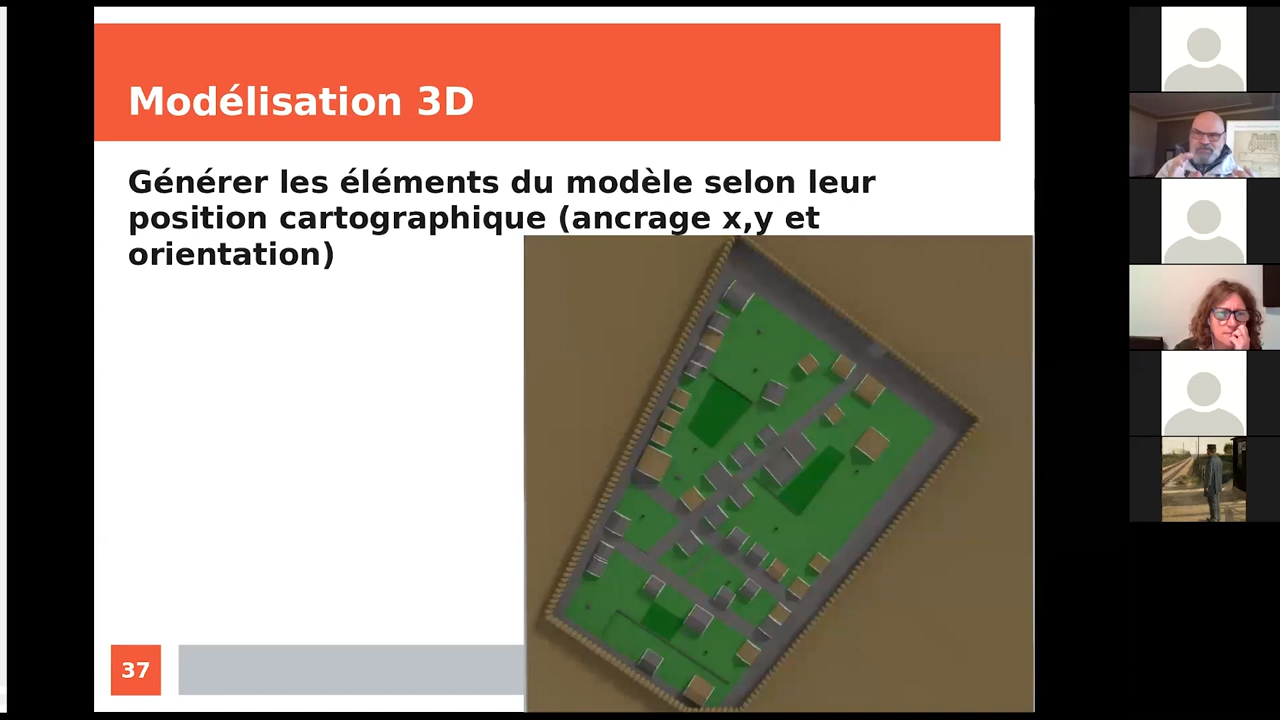 Modélisation 3D
Générer les éléments du modèle selon leur
position cartographique (ancrage x,y et
orientation)
37